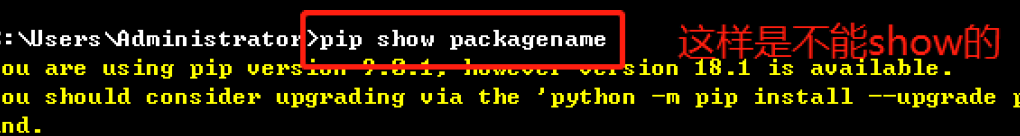 :\Users\Administrator>pip show packagename
这样是不能show的
ou are using pip version 9.0.1, however version 18.1 is available.
ou should consider upgrading via the 'python -m pip install --upgrade p
nd.